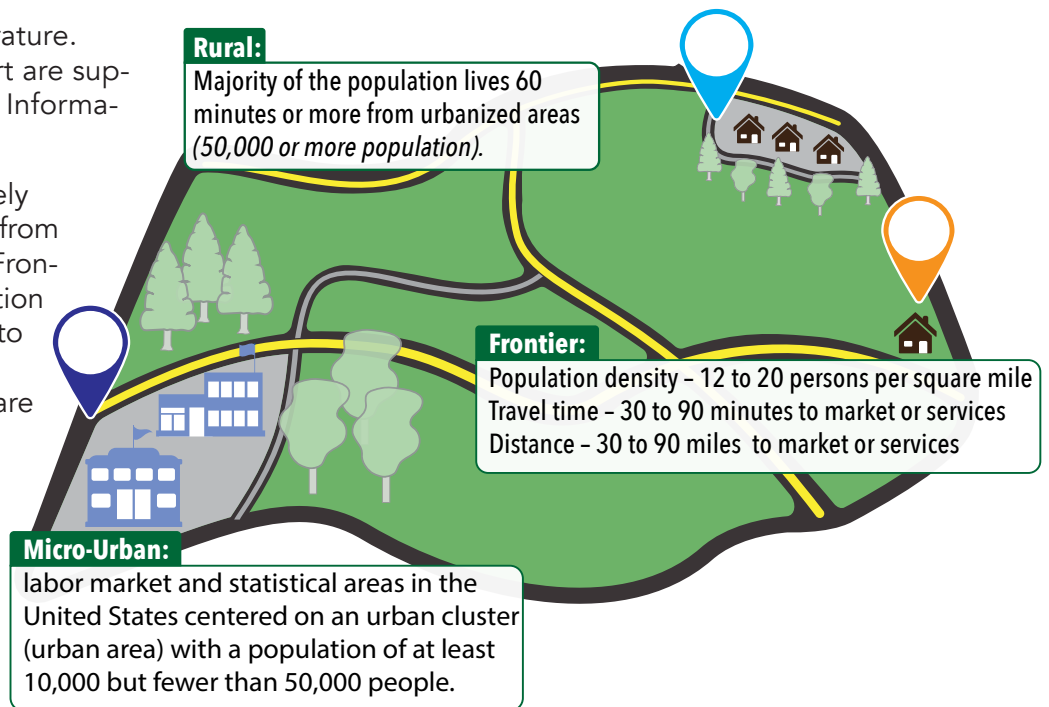 ature.
rt are sup-
Informa-
ely
from
Fron-
tion
to
are
Rural:
Majority of the population lives 60
minutes or more from urbanized areas
(50,000 or more population).
Frontier:
Population density – 12 to 20 persons per square mile
Travel time – 30 to 90 minutes to market or services
Distance – 30 to 90 miles to market or services
Micro-Urban:
labor market and statistical areas in the
United States centered on an urban cluster
(urban area) with a population of at least
10,000 but fewer than 50,000 people.